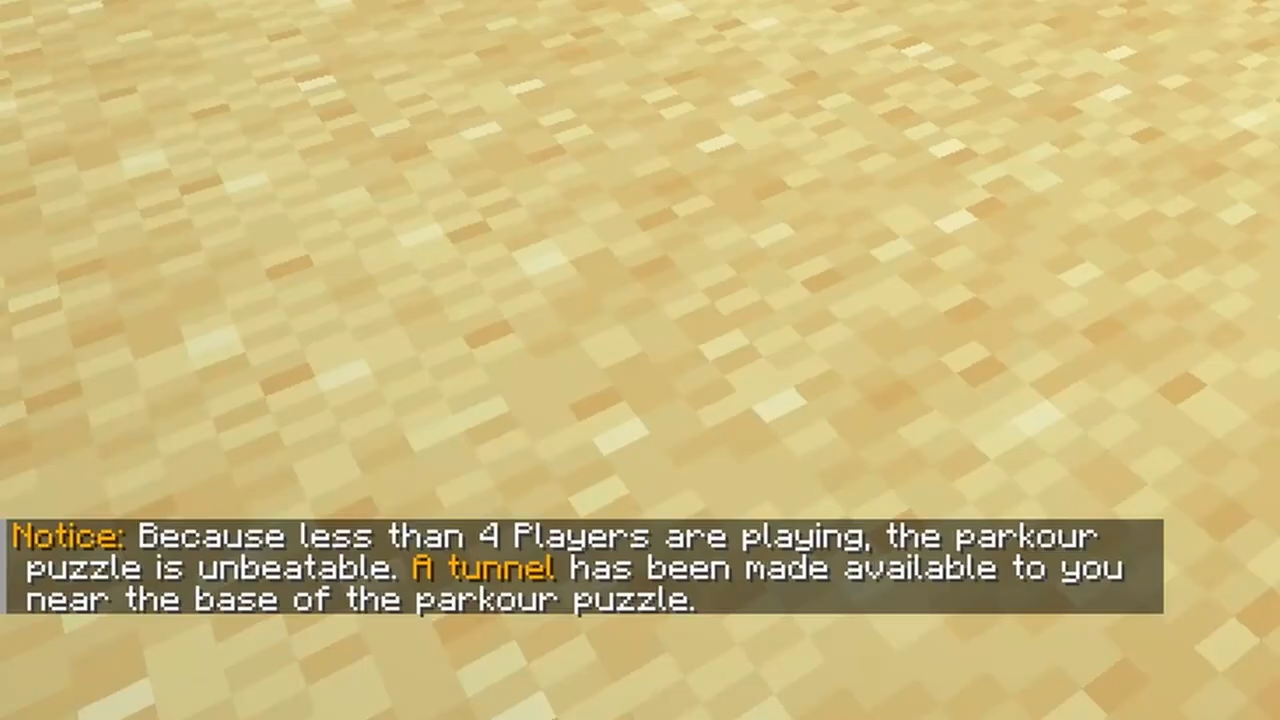 Notice: Because less than 4 Players are playing, the parkour
puzzle is unbeatable. A tunnel has been made available to you
near the base of the parkour puzzle.